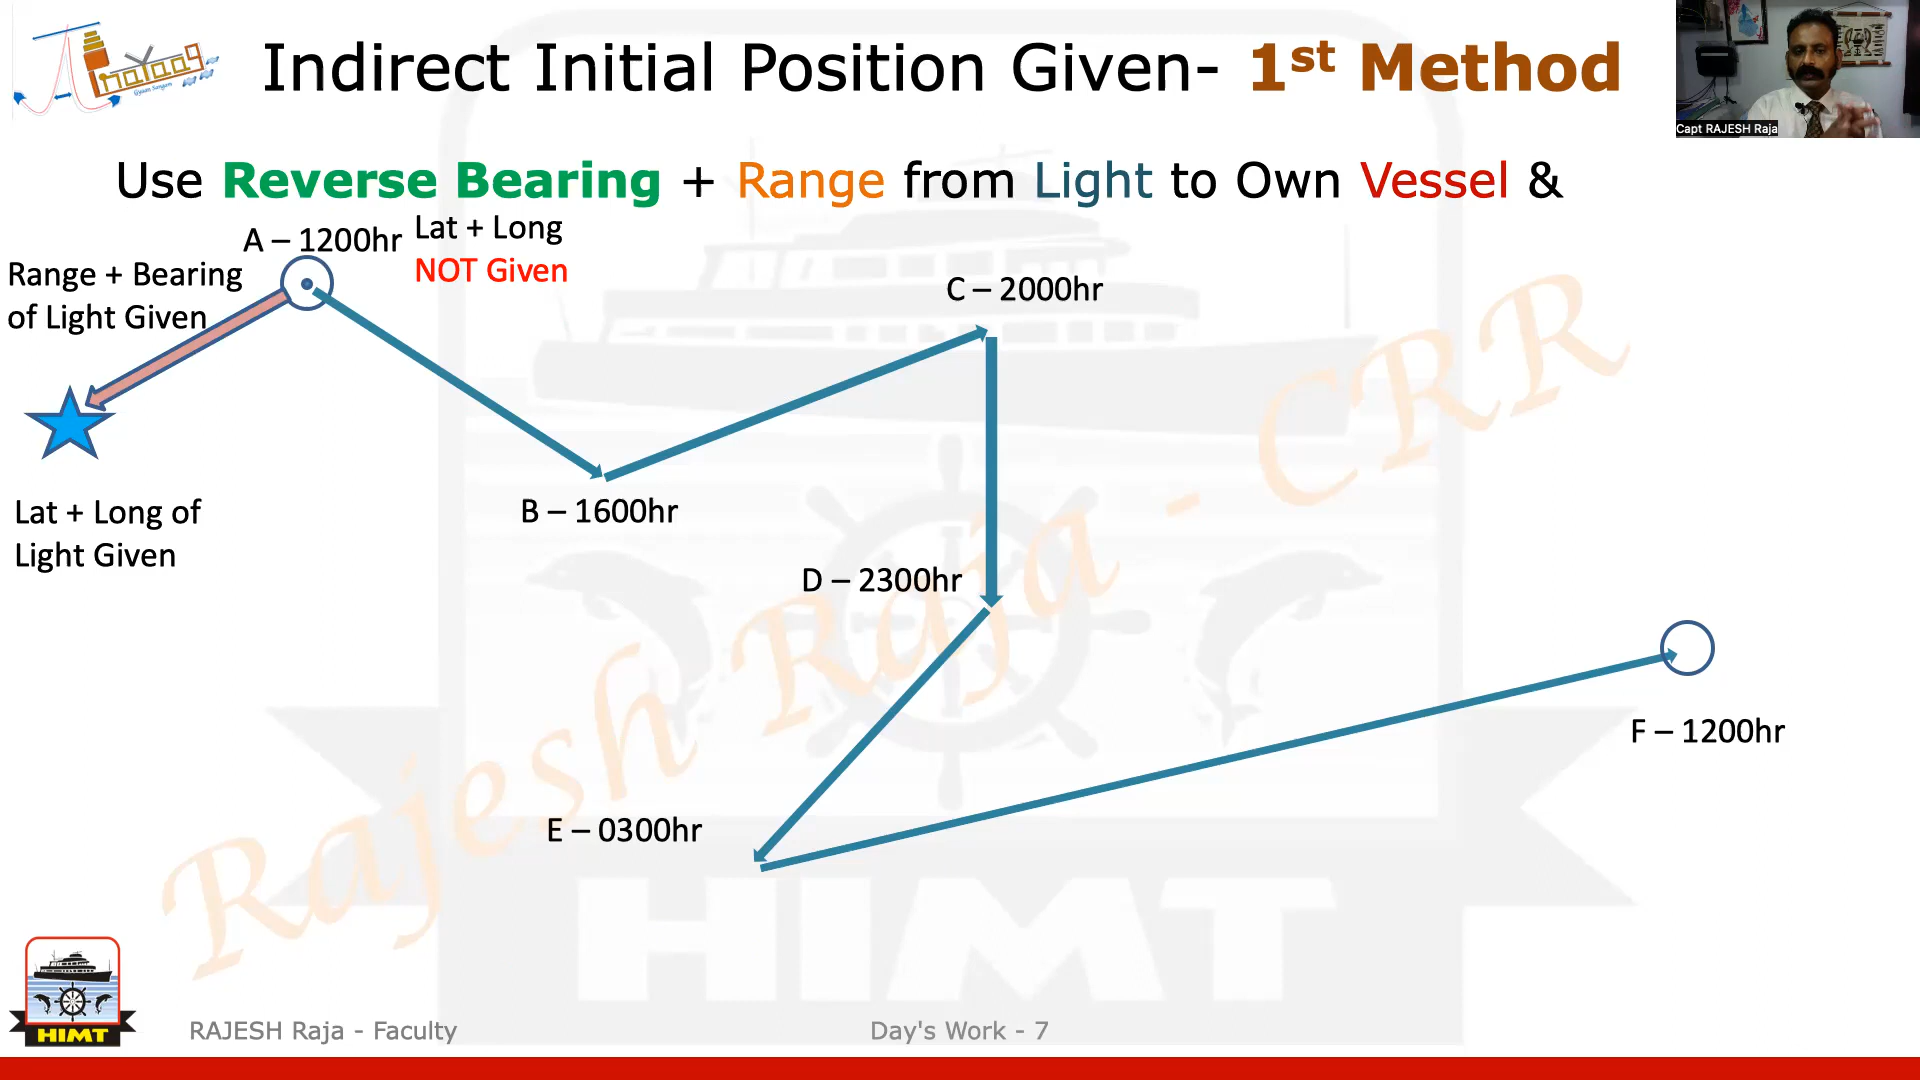 Indirect Initial Position Given- 1st Method
Capt RAJESH Raja
Use Reverse Bearing + Range from Light to Own Vessel &
A – 1200hr
Lat + Long
NOT Given
Range + Bearing
of Light Given
C – 2000hr
B – 1600hr
Lat + Long of
Light Given
D – 2300hr
F – 1200hr
E – 0300hr
Rajesh Raja - CRR
HIMT
HIMT
RAJESH Raja - Faculty
Day's Work - 7